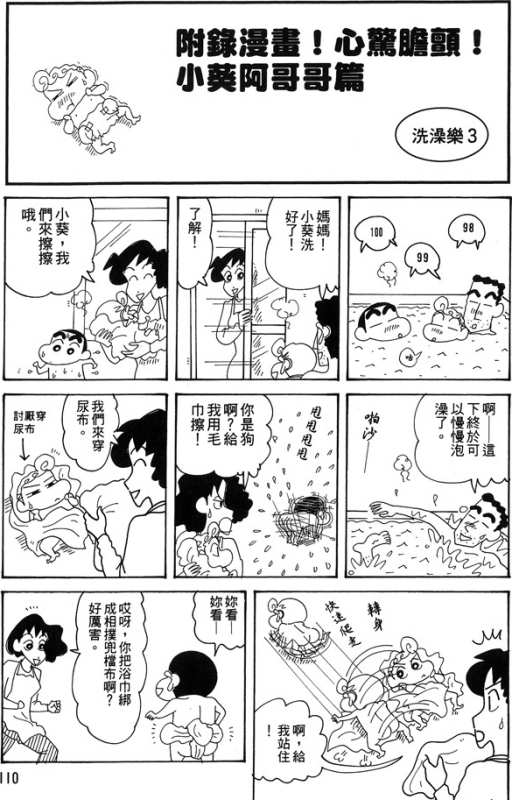 附錄漫畫！心驚膽顫！
小葵阿哥哥篇
洗澡樂3
98
99
100
媽媽！
小葵洗
好了！
了解！
小葵，我
們來擦擦
哦。
啊──這
下終於可
以慢慢泡
澡了。
啪沙──
甩甩甩甩
你是狗
啊？給
我用毛
巾擦！
我們來穿
尿布。
討厭穿
尿布
轉身
快速爬走
啊，給
我站住
！
妳看──
妳看──
哎呀，你把浴巾綁
成相撲兜襠布啊？
好厲害。
110